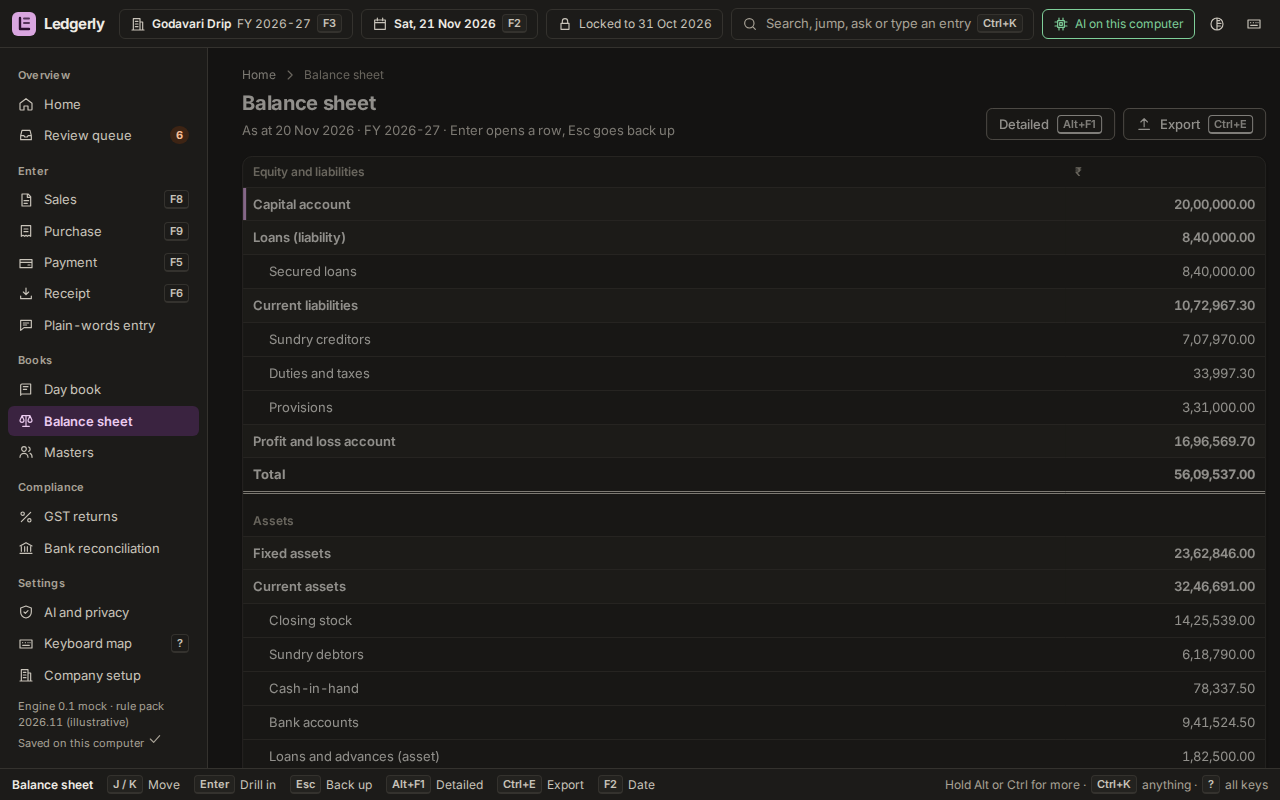 Ledgerly
Godavari Drip FY 2026-27 F3
Sat, 21 Nov 2026 F2
Locked to 31 Oct 2026
Search, jump, ask or type an entry Ctrl+K
AI on this computer
Overview
Home
Review queue 6
Enter
Sales F8
Purchase F9
Payment F5
Receipt F6
Plain-words entry
Books
Day book
Balance sheet
Masters
Compliance
GST returns
Bank reconciliation
Settings
AI and privacy
Keyboard map ?
Company setup
Engine 0.1 mock · rule pack
2026.11 (illustrative)
Saved on this computer
Home > Balance sheet
Balance sheet
As at 20 Nov 2026 · FY 2026-27 · Enter opens a row, Esc goes back up
Detailed Alt+F1
Export Ctrl+E
Equity and liabilities ₹
Capital account 20,00,000.00
Loans (liability) 8,40,000.00
Secured loans 8,40,000.00
Current liabilities 10,72,967.30
Sundry creditors 7,07,970.00
Duties and taxes 33,997.30
Provisions 3,31,000.00
Profit and loss account 16,96,569.70
Total 56,09,537.00
Assets
Fixed assets 23,62,846.00
Current assets 32,46,691.00
Closing stock 14,25,539.00
Sundry debtors 6,18,790.00
Cash-in-hand 78,337.50
Bank accounts 9,41,524.50
Loans and advances (asset) 1,82,500.00
Balance sheet J / K Move Enter Drill in Esc Back up Alt+F1 Detailed Ctrl+E Export F2 Date
Hold Alt or Ctrl for more · Ctrl+K anything · ? all keys